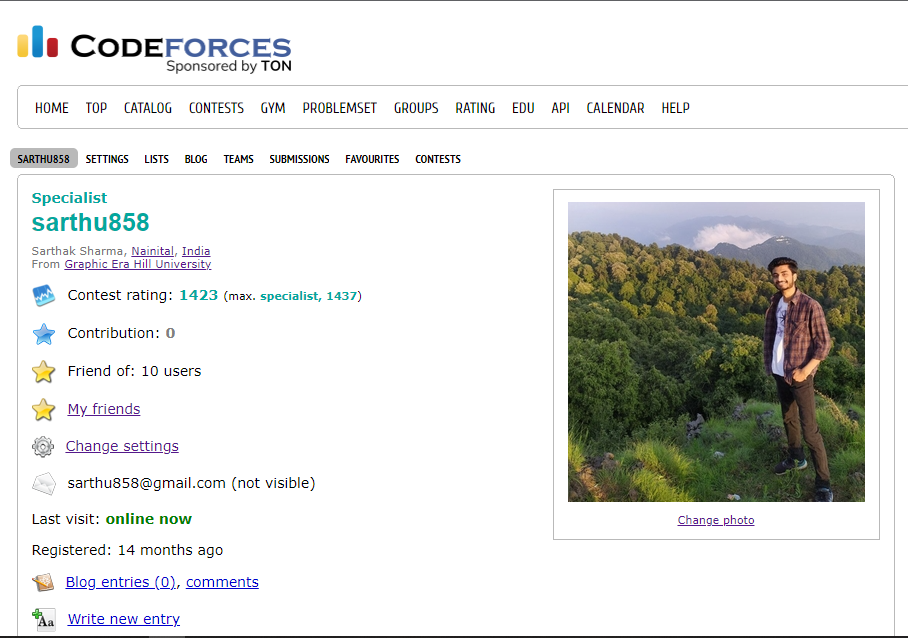 CODEFORCES
Sponsored by TON
HOME TOP CATALOG CONTESTS GYM PROBLEMSET GROUPS RATING EDU API CALENDAR HELP
SARTHU858 SETTINGS LISTS BLOG TEAMS SUBMISSIONS FAVOURITES CONTESTS
Specialist
sarthu858
Sarthak Sharma, Nainital, India
From Graphic Era Hill University
Contest rating: 1423 (max. specialist, 1437)
Contribution: 0
Friend of: 10 users
My friends
Change settings
sarthu858@gmail.com (not visible)
Last visit: online now
Registered: 14 months ago
Blog entries (0), comments
Aa Write new entry
Change photo